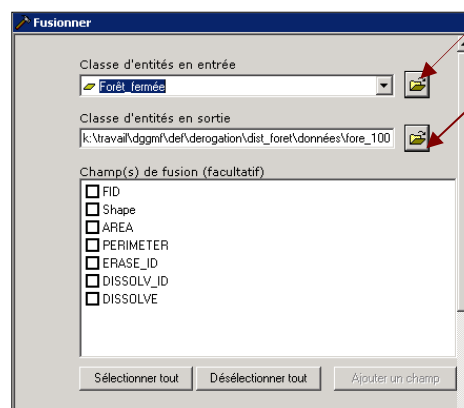 Fusionner
Classe d'entités en entrée
Forêt_fermée
Classe d'entités en sortie
k:\travail\dggmf\def\derogation\dist_foret\données\fore_100
Champ(s) de fusion (facultatif)
FID
Shape
AREA
PERIMETER
ERASE_ID
DISSOLV_ID
DISSOLVE
Sélectionner tout Désélectionner tout Ajouter un champ